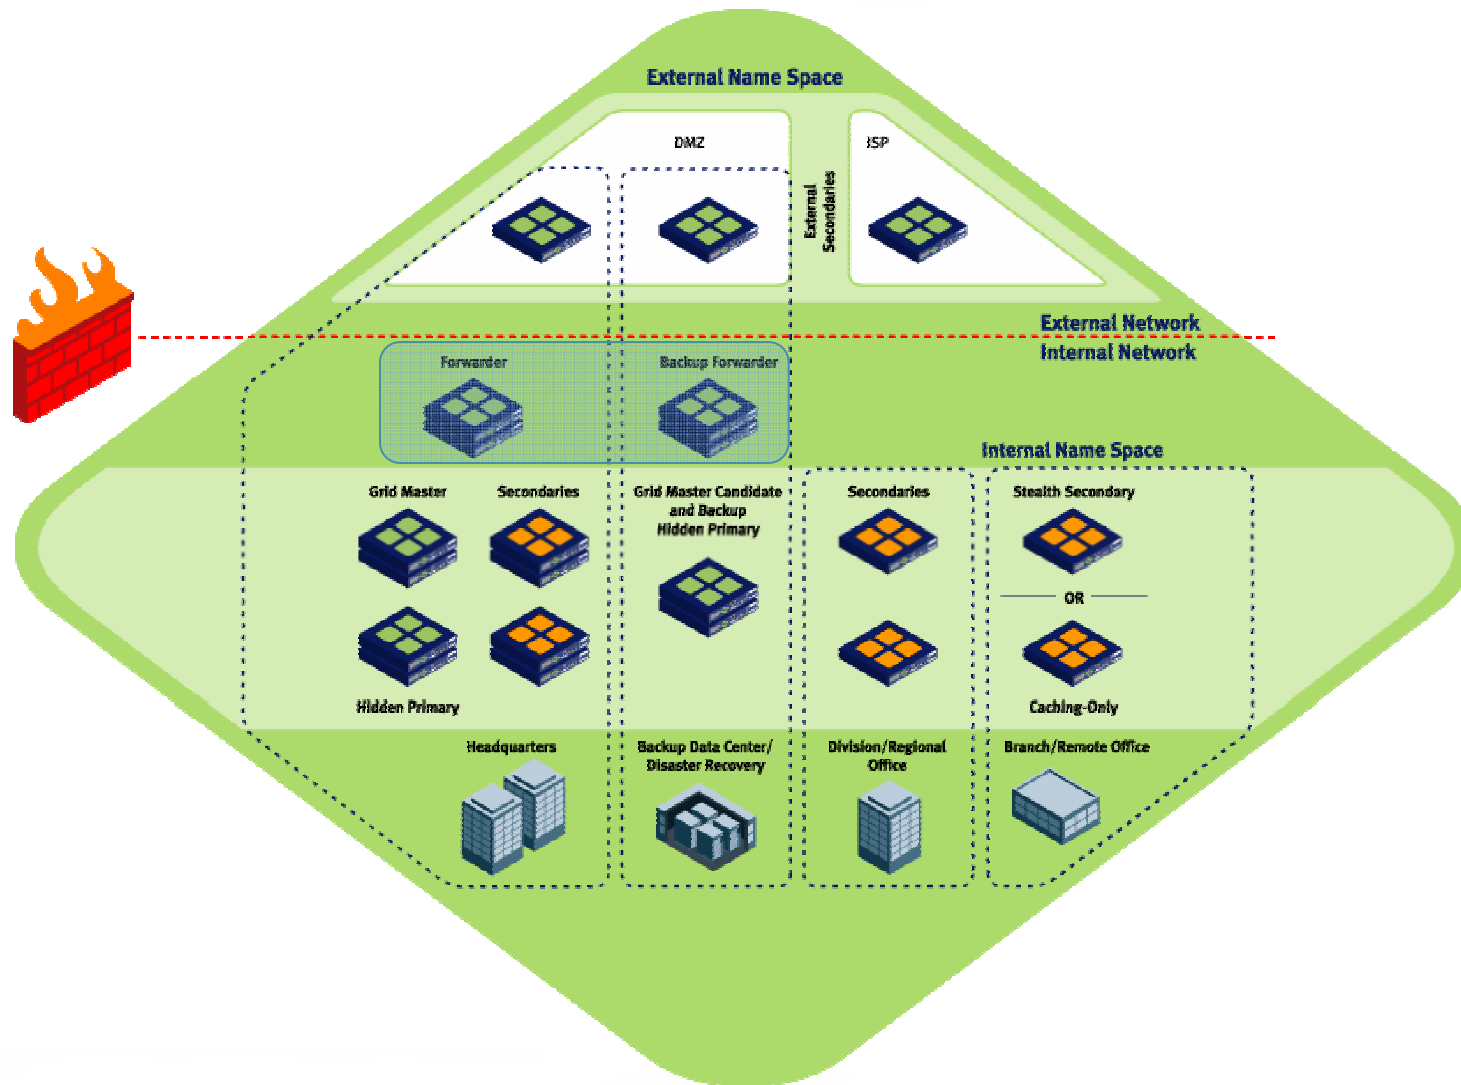 External Name Space
DMZ
ISP
External
Secondaries
External Network
Internal Network
Forwarder
Backup Forwarder
Internal Name Space
Grid Master
Secondaries
Grid Master Candidate
and Backup
Hidden Primary
Secondaries
Stealth Secondary
OR
Hidden Primary
Caching-Only
Headquarters
Backup Data Center/
Disaster Recovery
Division/Regional
Office
Branch/Remote Office